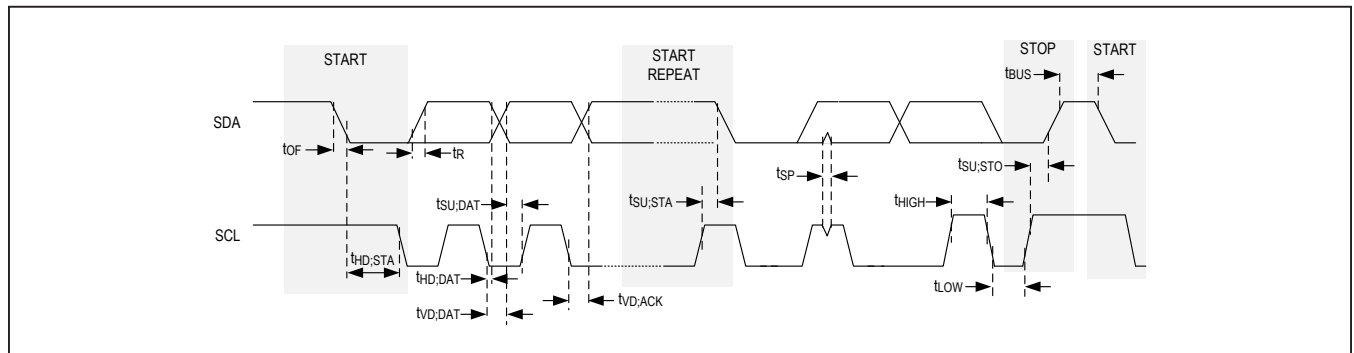 START
START
REPEAT
STOP
START
tBUS
SDA
tOF
tR
tSP
tSU;STO
tSU;DAT
tSU;STA
tHIGH
SCL
tHD;STA
tHD;DAT
tLOW
tVD;ACK
tVD;DAT